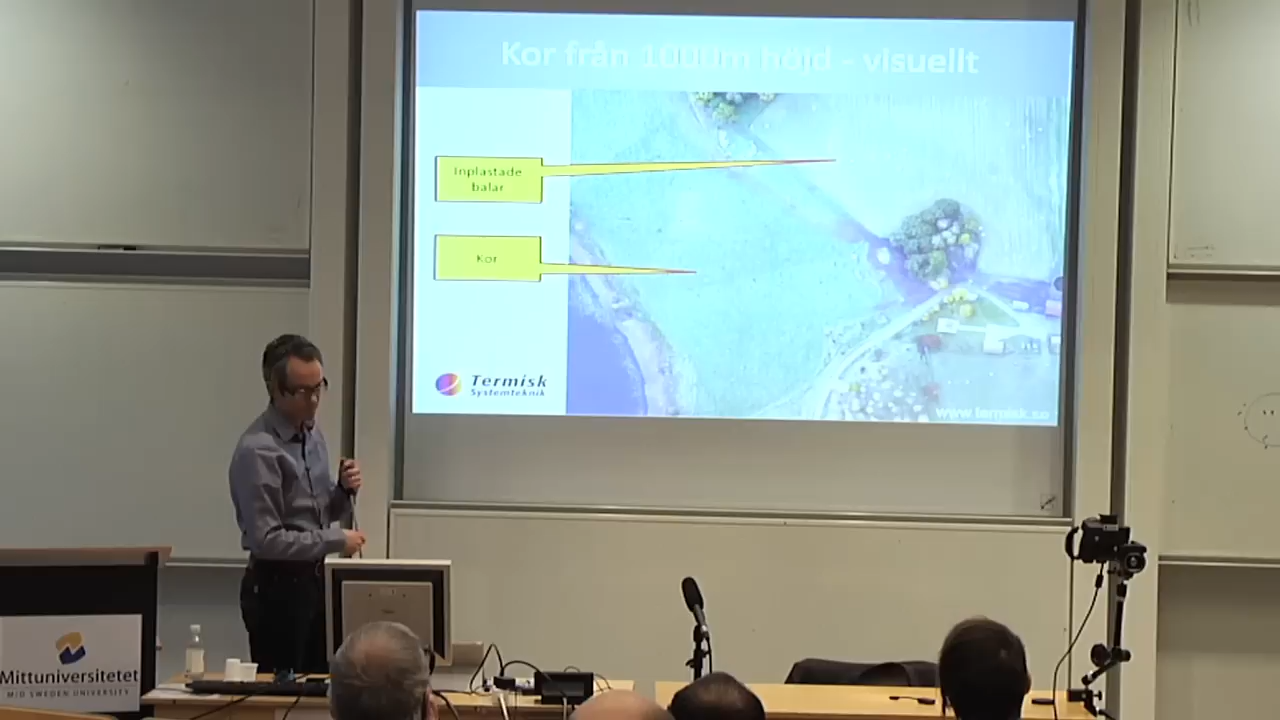 Kor från 1000m höjd - visuellt
Inplastade
balar
Kor
Termisk
Systemteknik
www.termisk.se
Mittuniversitetet
MID SWEDEN UNIVERSITY